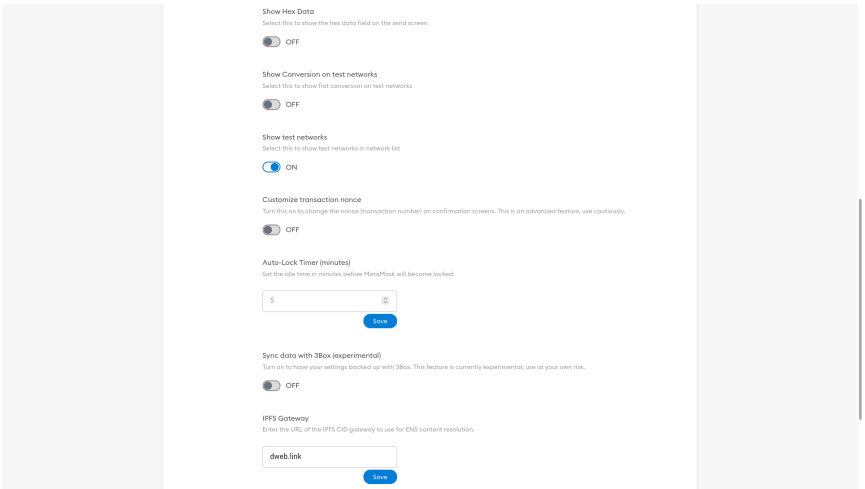 Show Hex Data
Select this to show the hex data field on the send screen
OFF
Show Conversion on test networks
Select this to show fiat conversion on test networks
OFF
Show test networks
Select this to show test networks in network list
ON
Customize transaction nonce
Turn this on to change the nonce (transaction number) on confirmation screens. This is an advanced feature, use cautiously.
OFF
Auto-Lock Timer (minutes)
Set the idle time in minutes before MetaMask will become locked.
5
Save
Sync data with 3Box (experimental)
Turn on to have your settings backed up with 3Box. This feature is currently experimental; use at your own risk.
OFF
IPFS Gateway
Enter the URL of the IPFS CID gateway to use for ENS content resolution.
dweb.link
Save